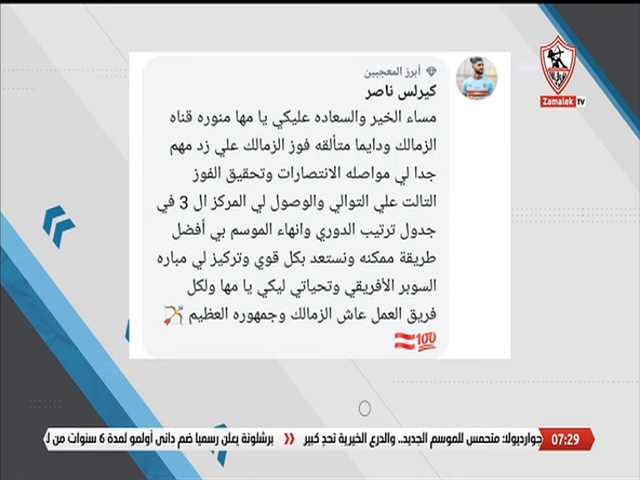 أبرز المعجبين
كيرلس ناصر
مساء الخير والسعاده عليكي يا مها منوره قناه
الزمالك ودايما متألقه فوز الزمالك علي زد مهم
جدا لي مواصله الانتصارات وتحقيق الفوز
التالت علي التوالي والوصول لي المركز ال 3 في
جدول ترتيب الدوري وانهاء الموسم بي أفضل
طريقة ممكنه ونستعد بكل قوي وتركيز لي مباره
السوبر الأفريقي وتحياتي ليكي يا مها ولكل
فريق العمل عاش الزمالك وجمهوره العظيم 🏹
💯🇦🇹
Zamalek TV
07:29
جوارديولا: متحمس للموسم الجديد.. والدرع الخيرية تحدٍ كبير
برشلونة يعلن رسميا ضم داني أولمو لمدة 6 سنوات من